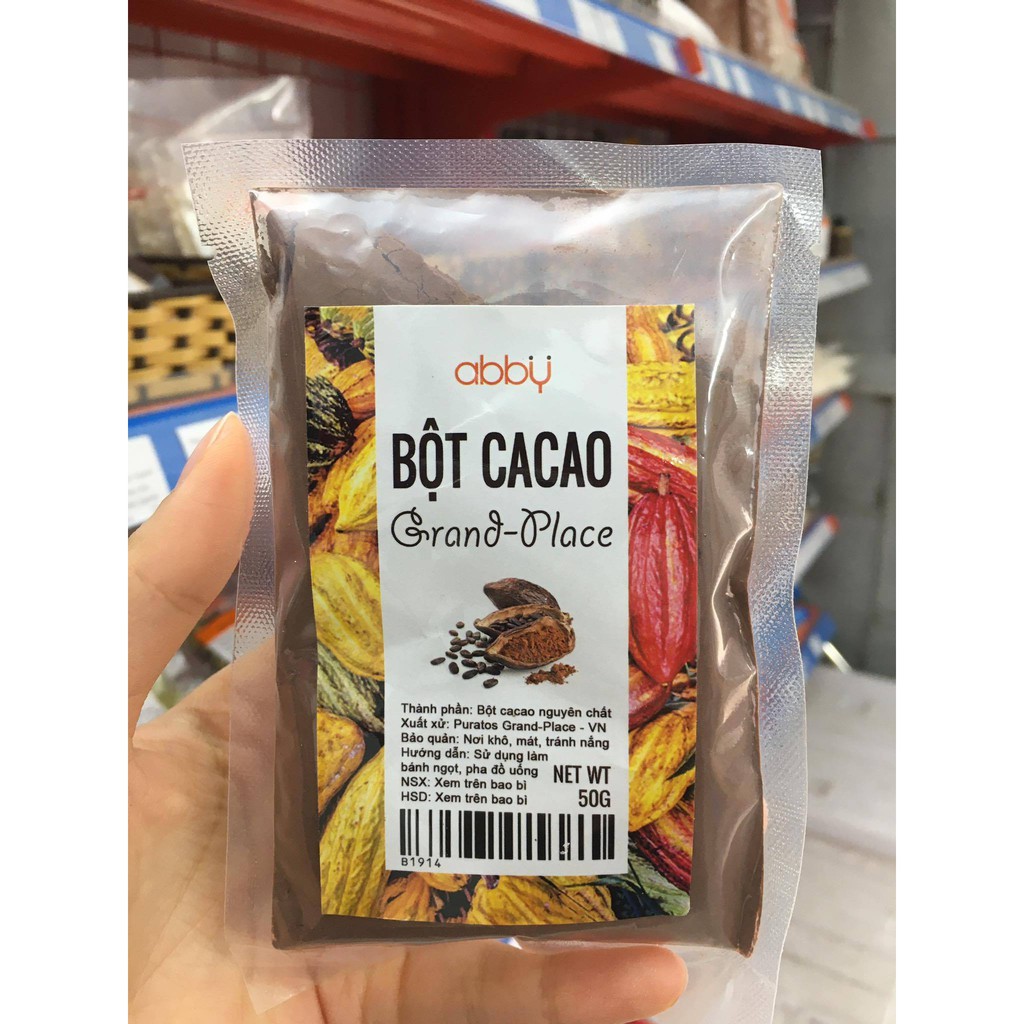 abby
BỘT CACAO
Grand-Place
Thành phần: Bột cacao nguyên chất
Xuất xứ: Puratos Grand-Place - VN
Bảo quản: Nơi khô, mát, tránh nắng
Hướng dẫn: Sử dụng làm
bánh ngọt, pha đồ uống
NSX: Xem trên bao bì
HSD: Xem trên bao bì
NET WT
50G
B1914